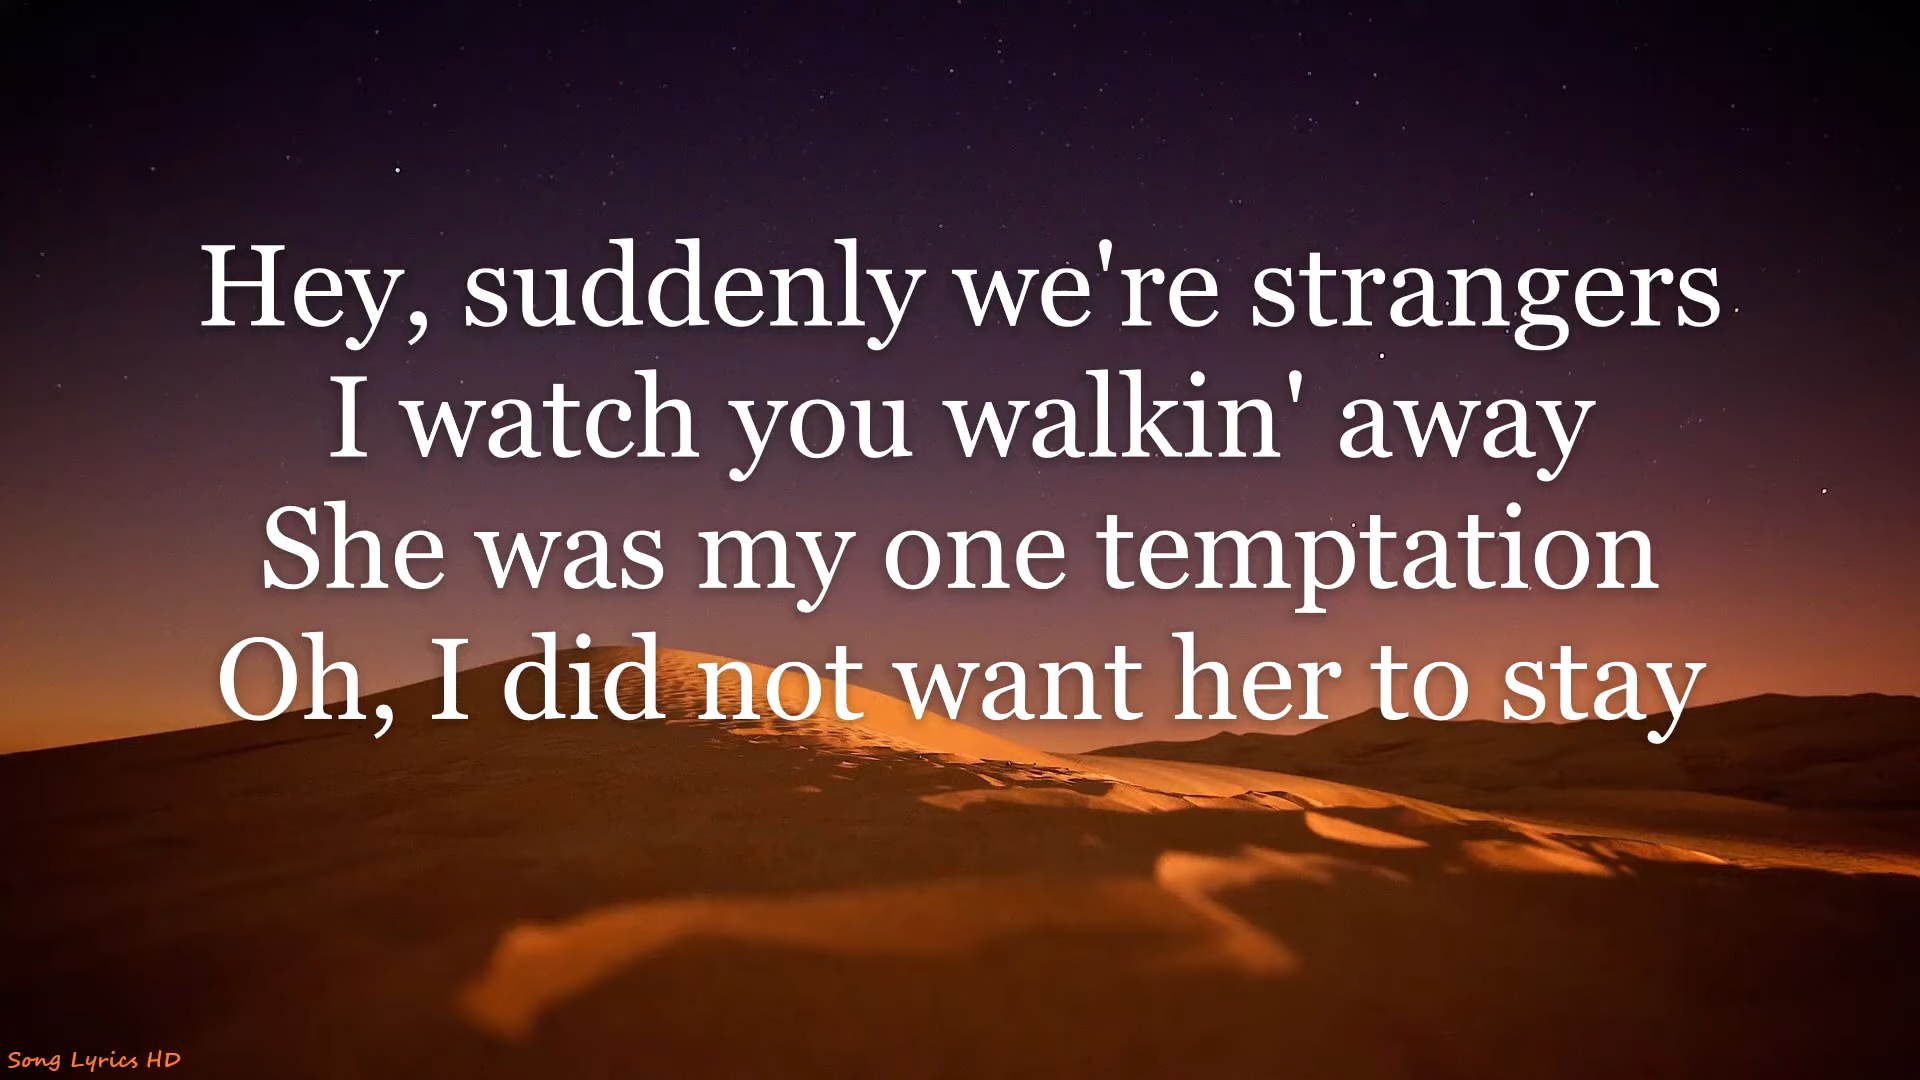 Hey, suddenly we're strangers
I watch you walkin' away
She was my one temptation
Oh, I did not want her to stay
Song Lyrics HD